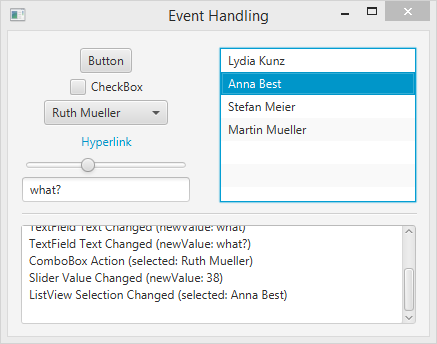 Event Handling
Button
CheckBox
Ruth Mueller
Hyperlink
what?
Lydia Kunz
Anna Best
Stefan Meier
Martin Mueller
TextField Text Changed (newValue: what)
TextField Text Changed (newValue: what?)
ComboBox Action (selected: Ruth Mueller)
Slider Value Changed (newValue: 38)
ListView Selection Changed (selected: Anna Best)